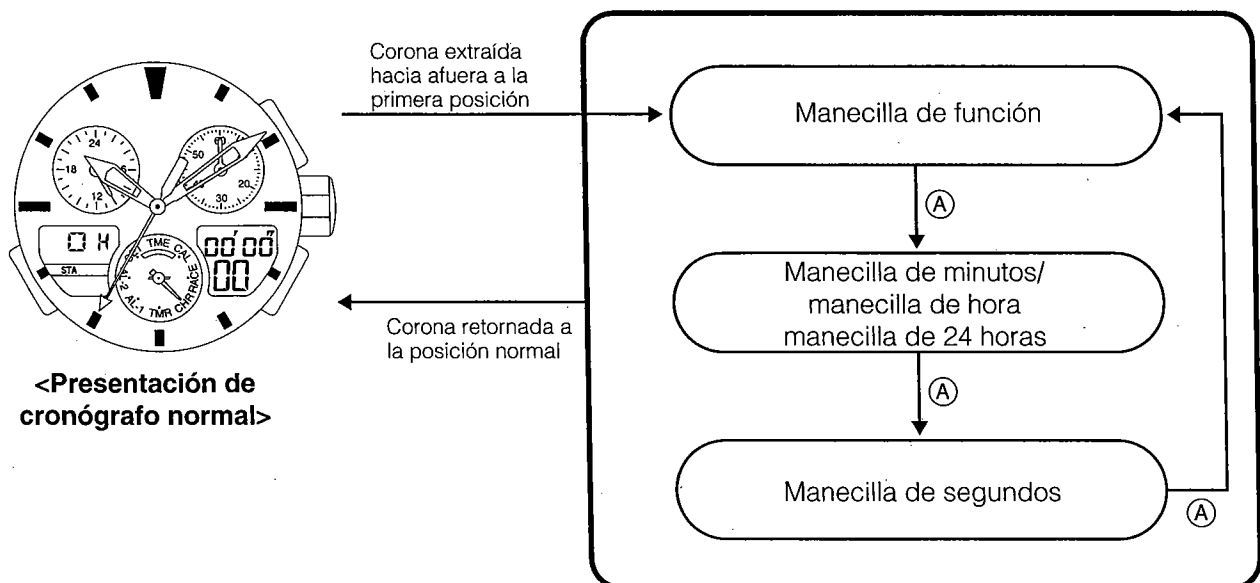 Corona extraída
hacia afuera a la
primera posición
Manecilla de función
A
Manecilla de minutos/
manecilla de hora
manecilla de 24 horas
A
Manecilla de segundos
A
Corona retornada a
la posición normal
24
18
6
12
60
50
20
30
0 H
STA
TME CAL
RACE
CHR
TMR
AL-1
00' 00"
00
<Presentación de
cronógrafo normal>